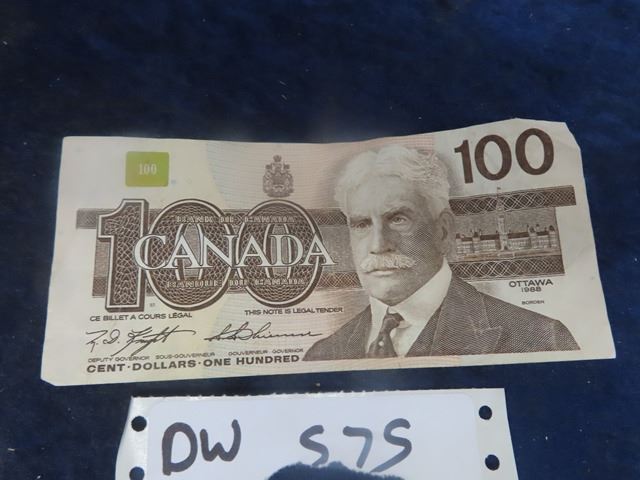 100
100
BANK OF CANADA
100
CANADA
BANQUE DU CANADA
OTTAWA
1988
BORDEN
CE BILLET A COURS LÉGAL
THIS NOTE IS LEGAL TENDER
DEPUTY GOVERNOR SOUS-GOUVERNEUR GOUVERNEUR GOVERNOR
CENT·DOLLARS·ONE HUNDRED
DW 575